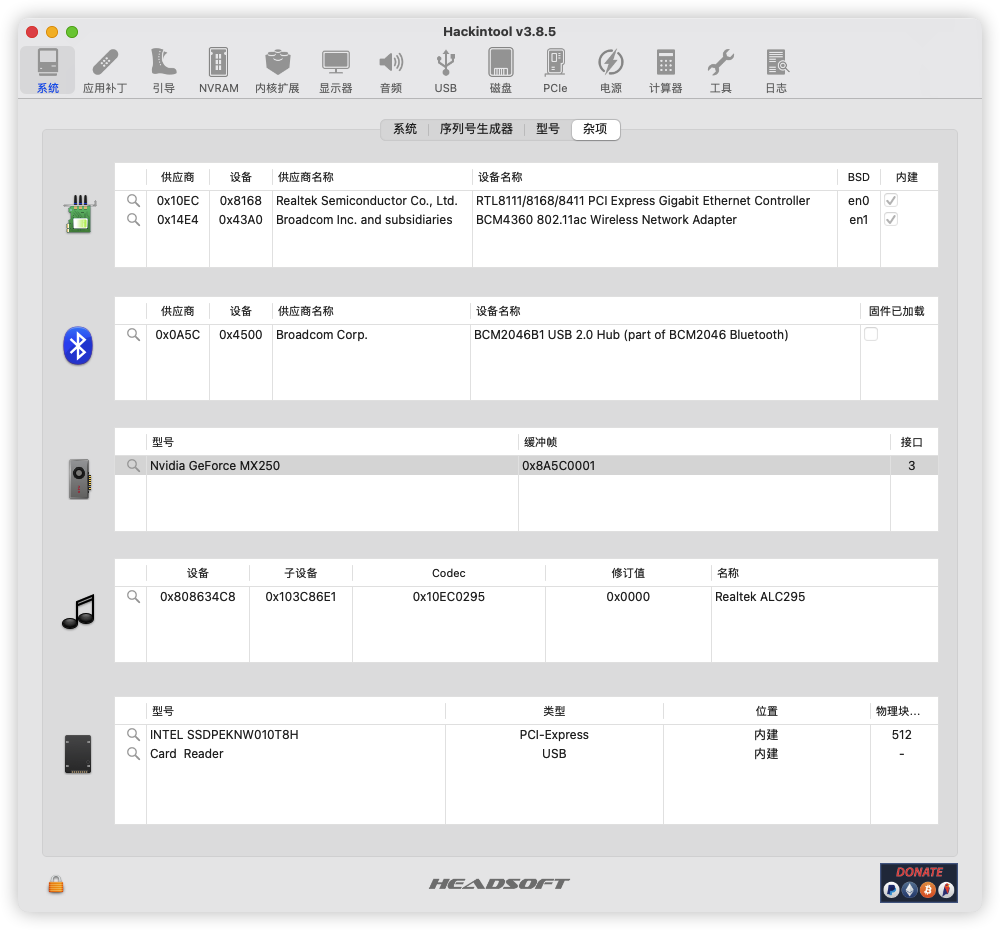 Hackintool v3.8.5
系统 应用补丁 引导 NVRAM 内核扩展 显示器 音频 USB 磁盘 PCIe 电源 计算器 工具 日志
系统 序列号生成器 型号 杂项
供应商 设备 供应商名称 设备名称 BSD 内建
0x10EC 0x8168 Realtek Semiconductor Co., Ltd. RTL8111/8168/8411 PCI Express Gigabit Ethernet Controller en0
0x14E4 0x43A0 Broadcom Inc. and subsidiaries BCM4360 802.11ac Wireless Network Adapter en1
供应商 设备 供应商名称 设备名称 固件已加载
0x0A5C 0x4500 Broadcom Corp. BCM2046B1 USB 2.0 Hub (part of BCM2046 Bluetooth)
型号 缓冲帧 接口
Nvidia GeForce MX250 0x8A5C0001 3
设备 子设备 Codec 修订值 名称
0x808634C8 0x103C86E1 0x10EC0295 0x0000 Realtek ALC295
型号 类型 位置 物理块...
INTEL SSDPEKNW010T8H PCI-Express 内建 512
Card Reader USB 内建 -
HEADSOFT
DONATE